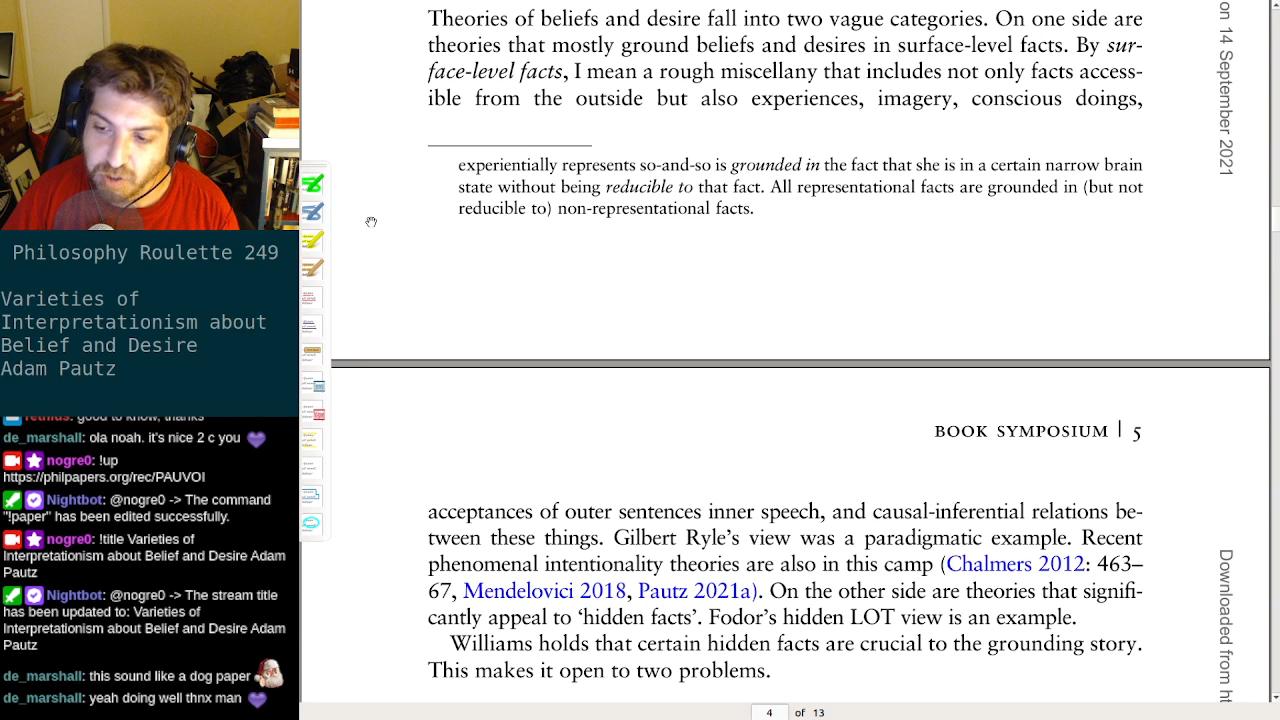 Theories of beliefs and desire fall into two vague categories. On one side are
theories that mostly ground beliefs and desires in surface-level facts. By sur-
face-level facts, I mean a rough miscellany that includes not only facts access-
ible from the outside but also experiences, imagery, conscious doings,
experientially represents so-and-so is grounded in the fact that he is in a certain narrow brain
state without being reducible to that fact. All representational facts are grounded in (but not
reducible to) non-representational facts.
BOOK SYMPOSIUM | 5
acceptances of outer sentences in a speech and causal-inferential relations be-
tween these things. Gilbert Ryle's view was a paradigmatic example. Recent
phenomenal intentionality theories are also in this camp (Chalmers 2012: 463–
67, Mendelovici 2018, Pautz 2021a). On the other side are theories that signifi-
cantly appeal to 'hidden facts'. Fodor's hidden LOT view is an example.
Williams holds that certain hidden facts are crucial to the grounding story.
This makes it open to two problems.
on 14 September 2021
Downloaded from ht
4 of 13
Philosophy Roulette 249
Varities of
Interpretationism about
Belief and Desire
Adam Pautz
rethius: good to know, thanks
de_marshall: ola noah. it's nice 2 c you
nogre0: !up
https://philpapers.org/rec/PAUVOI
Nightbot: @nogre0 -> The command
"!paper" has been edited successfully.
nogre0: !title Varieties of
Interpretationism about Belief and Desire Adam
Pautz
Nightbot: @nogre0 -> The stream title
has been updated to: Varieties of
Interpretationism about Belief and Desire Adam
Pautz
de_marshall: this sound like a dog paper
de_marshall: yeah doing well thnx man